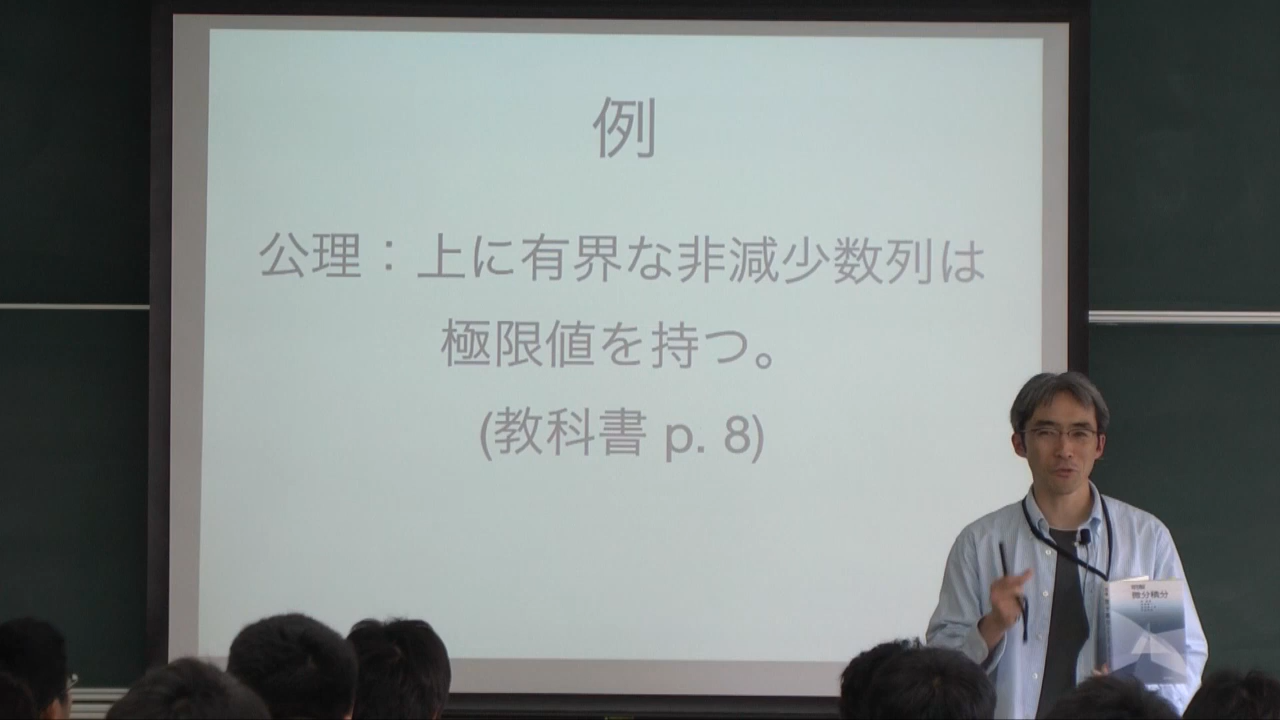 例
公理：上に有界な非減少数列は
極限値を持つ。
(教科書 p. 8)
微分積分